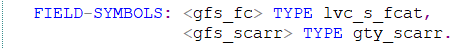 FIELD-SYMBOLS: <gfs_fc> TYPE lvc_s_fcat,
<gfs_scarr> TYPE gty_scarr.